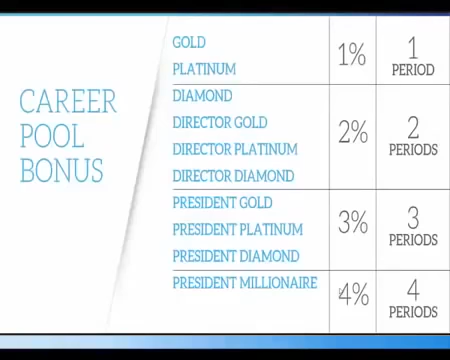 CAREER
POOL
BONUS
GOLD
PLATINUM
1%
1
PERIOD
DIAMOND
DIRECTOR GOLD
DIRECTOR PLATINUM
DIRECTOR DIAMOND
2%
2
PERIODS
PRESIDENT GOLD
PRESIDENT PLATINUM
PRESIDENT DIAMOND
3%
3
PERIODS
PRESIDENT MILLIONAIRE
4%
4
PERIODS